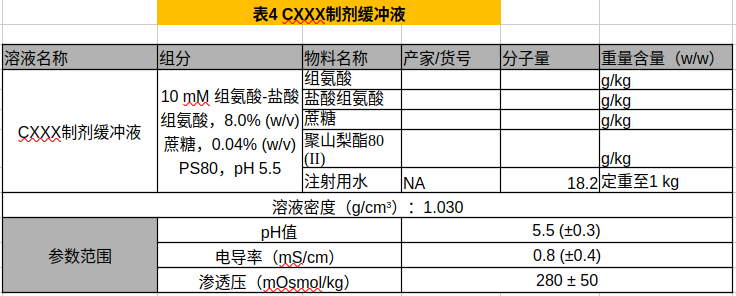 表4 CXXX制剂缓冲液
溶液名称 组分 物料名称 产家/货号 分子量 重量含量（w/w）
CXXX制剂缓冲液
10 mM 组氨酸-盐酸
组氨酸，8.0% (w/v)
蔗糖，0.04% (w/v)
PS80，pH 5.5
组氨酸 g/kg
盐酸组氨酸 g/kg
蔗糖 g/kg
聚山梨酯80
(II) g/kg
注射用水 NA 18.2 定重至1 kg
溶液密度（g/cm³）：1.030
参数范围
pH值 5.5 (±0.3)
电导率（mS/cm） 0.8 (±0.4)
渗透压（mOsmol/kg） 280 ± 50